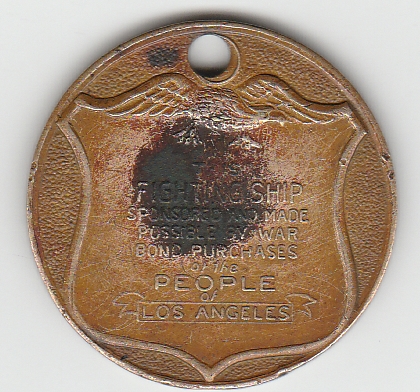 FIGHTING SHIP
SPONSORED AND MADE
POSSIBLE BY WAR
BOND PURCHASES
of the
PEOPLE
of
LOS ANGELES